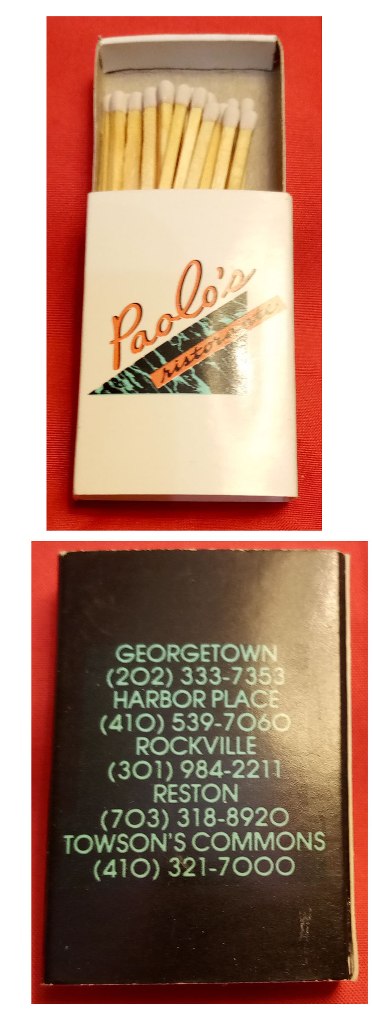 Paolo's
ristorante
GEORGETOWN
(202) 333-7353
HARBOR PLACE
(410) 539-7060
ROCKVILLE
(301) 984-2211
RESTON
(703) 318-8920
TOWSON'S COMMONS
(410) 321-7000